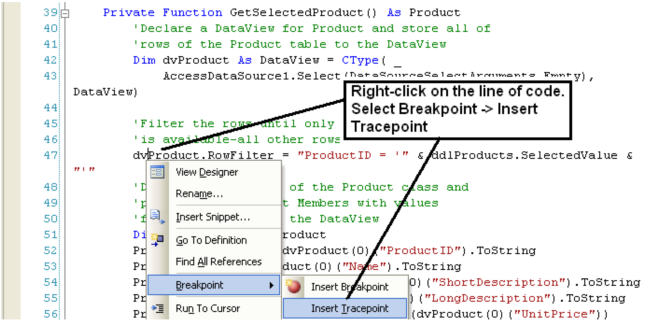 39 Private Function GetSelectedProduct() As Product
40 'Declare a DataView for Product and store all of
41 'rows of the Product table to the DataView
42 Dim dvProduct As DataView = CType( _
43 AccessDataSource1.Select(DataSourceSelectArguments.Empty),
DataView)
44
Right-click on the line of code.
Select Breakpoint -> Insert
Tracepoint
45 'Filter the rows until only
46 'is available-all other rows
47 dvProduct.RowFilter = "ProductID = '" & ddlProducts.SelectedValue &
"'"
48 'D of the Product class and
49 'p Members with values
50 'f the DataView
51 Di roduct
52 Pr dvProduct(0)("ProductID").ToString
53 Pr duct(0)("Name").ToString
54 Pr 0)("ShortDescription").ToString
55 Pr )("LongDescription").ToString
56 Pr (dvProduct(0)("UnitPrice"))
View Designer
Rename...
Insert Snippet...
Go To Definition
Find All References
Breakpoint
Run To Cursor
Insert Breakpoint
Insert Tracepoint